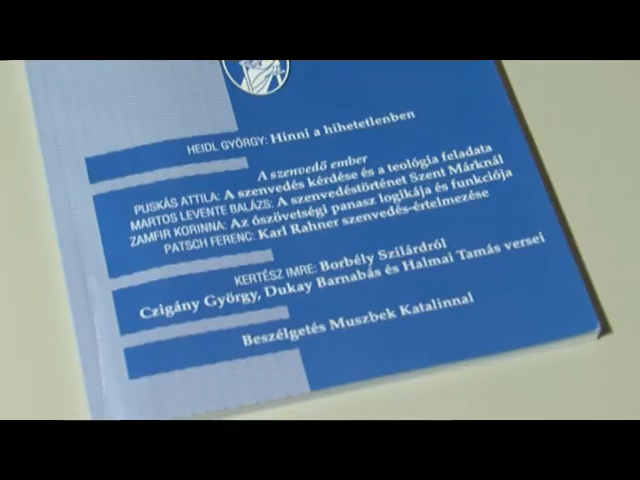 HEIDL GYÖRGY: Hinni a hihetetlenben
A szenvedő ember
PUSKÁS ATTILA: A szenvedés kérdése és a teológia feladata
MARTOS LEVENTE BALÁZS: A szenvedéstörténet Szent Márknál
ZAMFIR KORINNA: Az ószövetségi panasz logikája és funkciója
PATSCH FERENC: Karl Rahner szenvedés-értelmezése
KERTÉSZ IMRE: Borbély Szilárdról
Czigány György, Dukay Barnabás és Halmai Tamás versei
Beszélgetés Muszbek Katalinnal